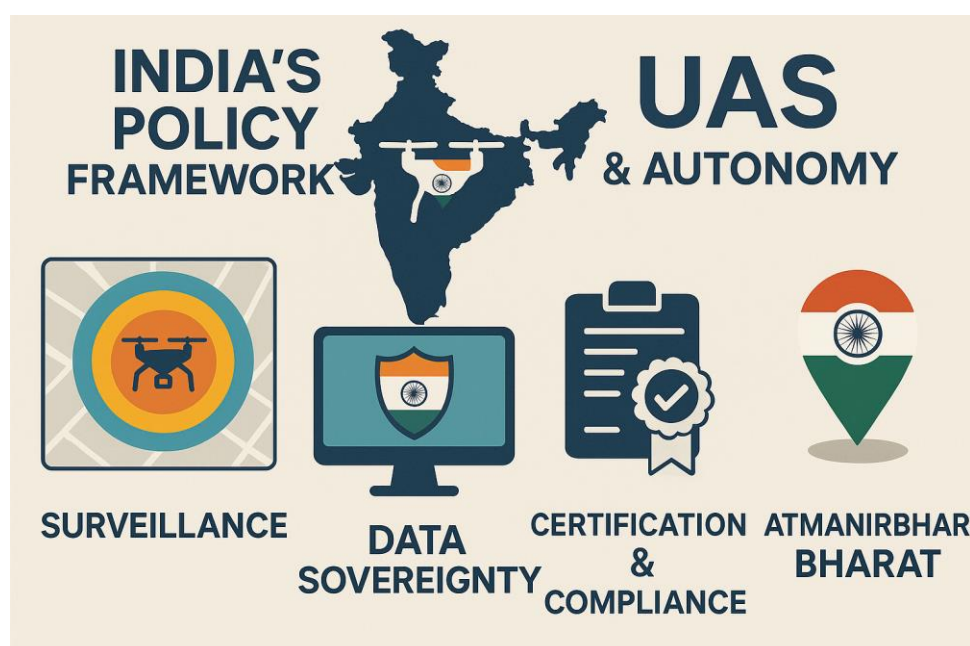 INDIA'S
POLICY
FRAMEWORK
UAS
& AUTONOMY
SURVEILLANCE
DATA
SOVEREIGNTY
CERTIFICATION
&
COMPLIANCE
ATMANIRBHAR
BHARAT